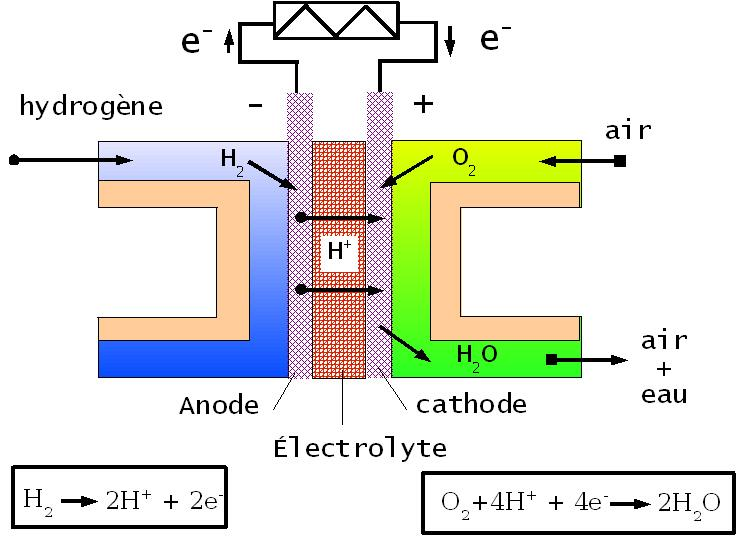 e⁻
e⁻
hydrogène
-
+
air
H₂
O₂
H⁺
H₂O
air
+
eau
Anode
cathode
Électrolyte
H₂ → 2H⁺ + 2e⁻
O₂+4H⁺ + 4e⁻ → 2H₂O